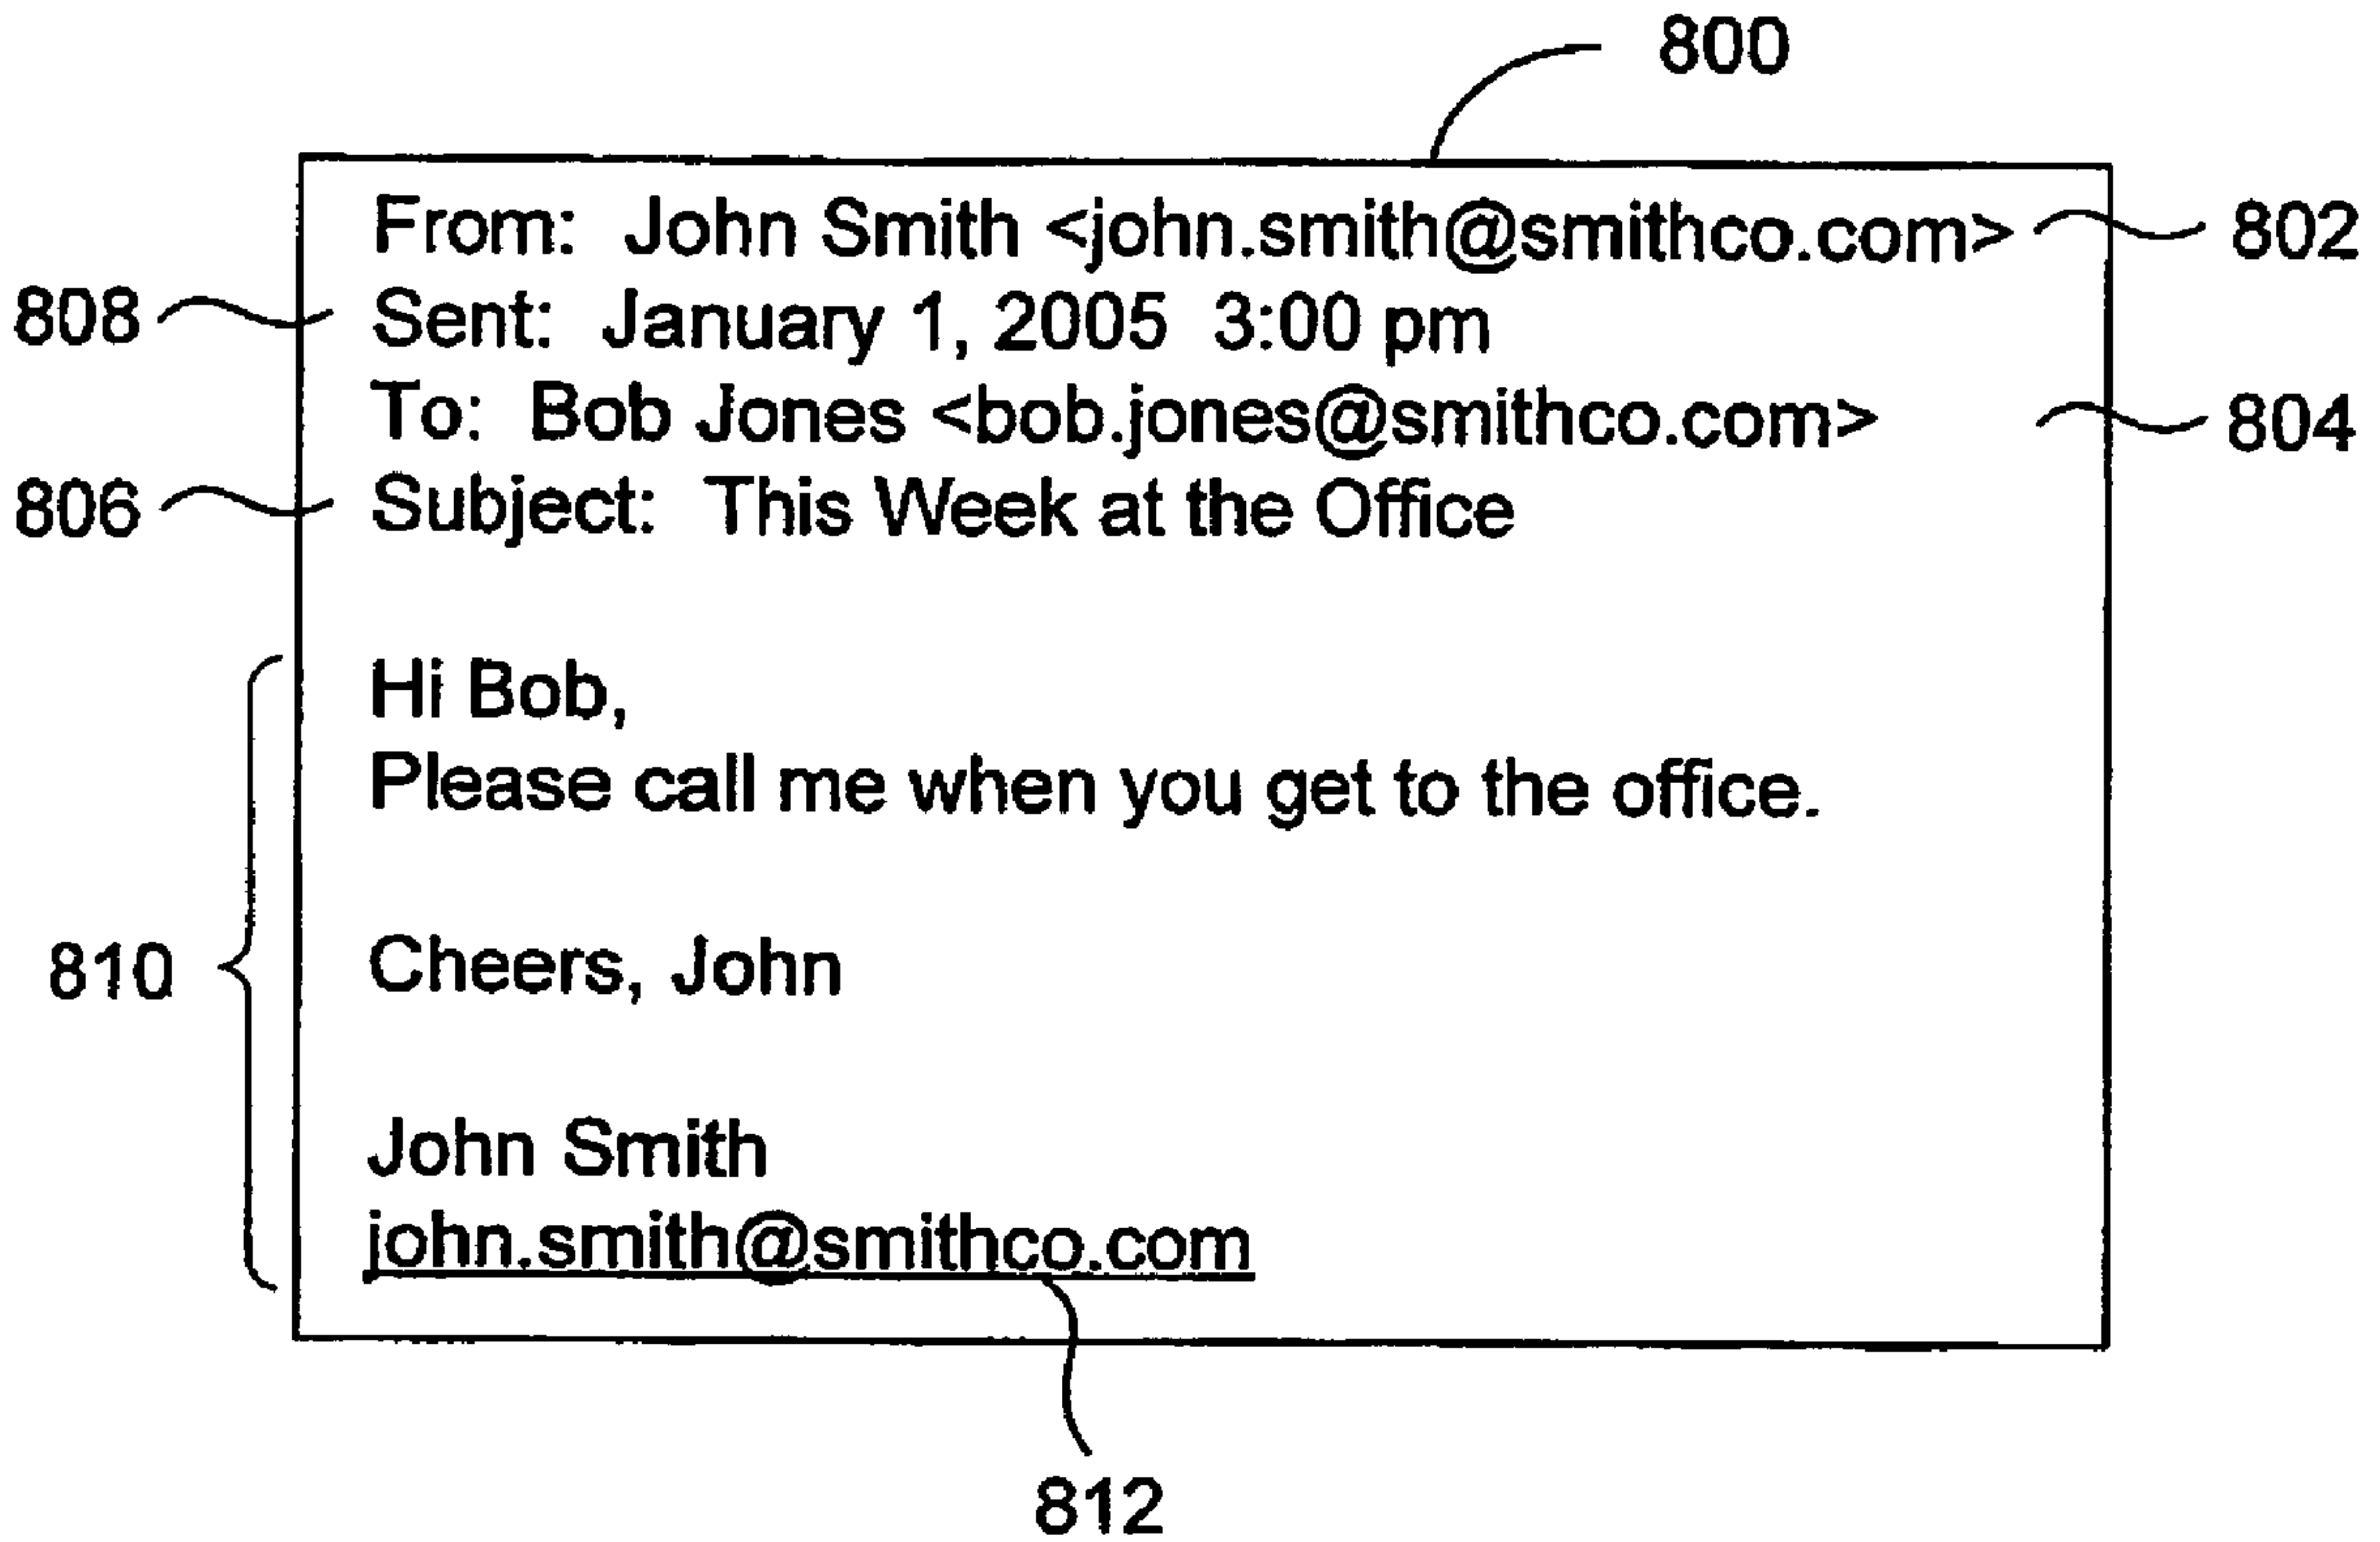 800
From: John Smith <john.smith@smithco.com> 802
808 Sent: January 1, 2005 3:00 pm
To: Bob Jones <bob.jones@smithco.com> 804
806 Subject: This Week at the Office
Hi Bob,
Please call me when you get to the office.
810 Cheers, John
John Smith
john.smith@smithco.com
812